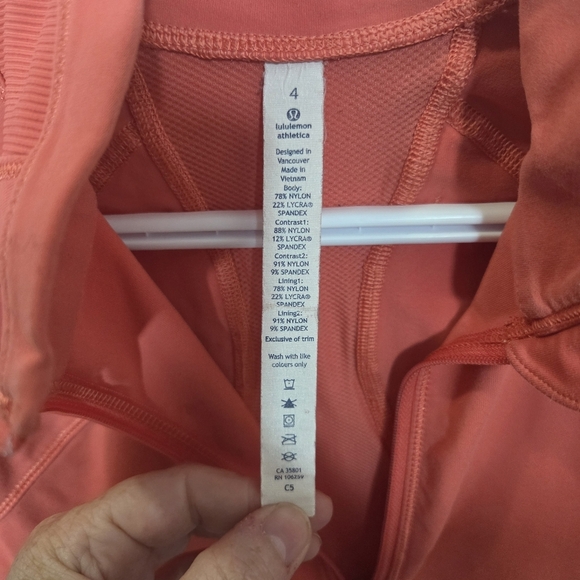 4
lululemon
athletica
Designed in
Vancouver
Made in
Vietnam
Body:
78% NYLON
22% LYCRA®
SPANDEX
Contrast1:
88% NYLON
12% LYCRA®
SPANDEX
Contrast2:
91% NYLON
9% SPANDEX
Lining1:
78% NYLON
22% LYCRA®
SPANDEX
Lining2:
91% NYLON
9% SPANDEX
Exclusive of trim
Wash with like
colours only
CA 35801
RN 106259
C5